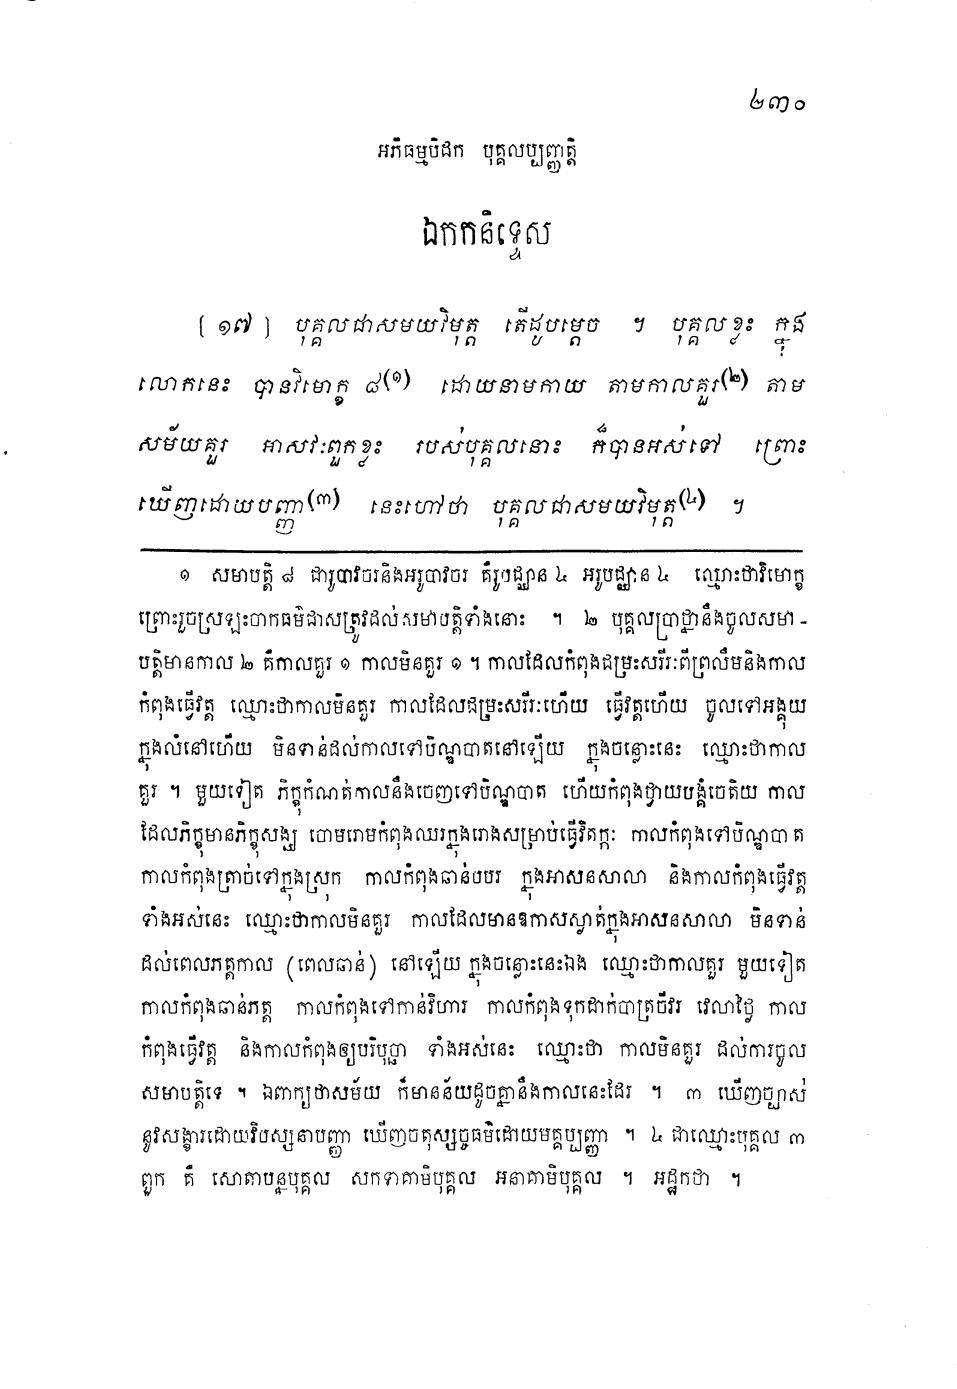 ២៣០
អភិធម្មបិដក បុគ្គលប្បញ្ញត្តិ
ឯកកនិទ្ទេស
[ ១៧ ] បុគ្គលជាសមយវិមុត្ត តើដូចម្តេច ។ បុគ្គលខ្លះ ក្នុង
លោកនេះ បានវិមោក្ខ ៨(១) ដោយនាមកាយ តាមកាលគួរ(២) តាម
សម័យគួរ អាសវៈពួកខ្លះ របស់បុគ្គលនោះ ក៏បានអស់ទៅ ព្រោះ
ឃើញដោយបញ្ញា(៣) នេះហៅថា បុគ្គលជាសមយវិមុត្ត(៤) ។
១ សមាបត្តិ ៨ ជារូបាវចរនិងអរូបាវចរ គឺរូបជ្ឈាន ៤ អរូបជ្ឈាន ៤ ឈ្មោះថាវិមោក្ខ
ព្រោះរួចស្រឡះចាកធម៌ជាសត្រូវដល់សមាបត្តិទាំងនោះ ។ ២ បុគ្គលប្រាថ្នានឹងចូលសមា-
បត្តិមានកាល ២ គឺកាលគួរ ១ កាលមិនគួរ ១ ។ កាលដែលកំពុងជម្រះសរីរៈពីព្រលឹមនិងកាល
កំពុងធ្វើវត្ត ឈ្មោះថាកាលមិនគួរ កាលដែលជម្រះសរីរៈហើយ ធ្វើវត្តហើយ ចូលទៅអង្គុយ
ក្នុងលំនៅហើយ មិនទាន់ដល់កាលទៅបិណ្ឌបាតនៅឡើយ ក្នុងចន្លោះនេះ ឈ្មោះថាកាល
គួរ ។ មួយទៀត ភិក្ខុកំណត់កាលនឹងចេញទៅបិណ្ឌបាត ហើយកំពុងថ្វាយបង្គំចេតិយ កាល
ដែលភិក្ខុមានភិក្ខុសង្ឃ ចោមរោមកំពុងឈរក្នុងរោងសម្រាប់ធ្វើវិតក្កៈ កាលកំពុងទៅបិណ្ឌបាត
កាលកំពុងត្រាច់ទៅក្នុងស្រុក កាលកំពុងឆាន់បបរ ក្នុងអាសនសាលា និងកាលកំពុងធ្វើវត្ត
ទាំងអស់នេះ ឈ្មោះថាកាលមិនគួរ កាលដែលមានឱកាសស្ងាត់ក្នុងអាសនសាលា មិនទាន់
ដល់ពេលភត្តកាល (ពេលឆាន់) នៅឡើយ ក្នុងចន្លោះនេះឯង ឈ្មោះថាកាលគួរ មួយទៀត
កាលកំពុងឆាន់ភត្ត កាលកំពុងទៅកាន់វិហារ កាលកំពុងទុកដាក់បាត្រចីវរ វេលាថ្ងៃ កាល
កំពុងធ្វើវត្ត និងកាលកំពុងឲ្យបរិបុច្ឆា ទាំងអស់នេះ ឈ្មោះថា កាលមិនគួរ ដល់ការចូល
សមាបត្តិទេ ។ ឯពាក្យថាសម័យ ក៏មានន័យដូចគ្នានឹងកាលនេះដែរ ។ ៣ ឃើញច្បាស់
នូវសង្ខារដោយវិបស្សនាបញ្ញា ឃើញចតុស្សច្ចធម៌ដោយមគ្គប្បញ្ញា ។ ៤ ជាឈ្មោះបុគ្គល ៣
ពួក គឺ សោតាបន្នបុគ្គល សកទាគាមិបុគ្គល អនាគាមិបុគ្គល ។ អដ្ឋកថា ។